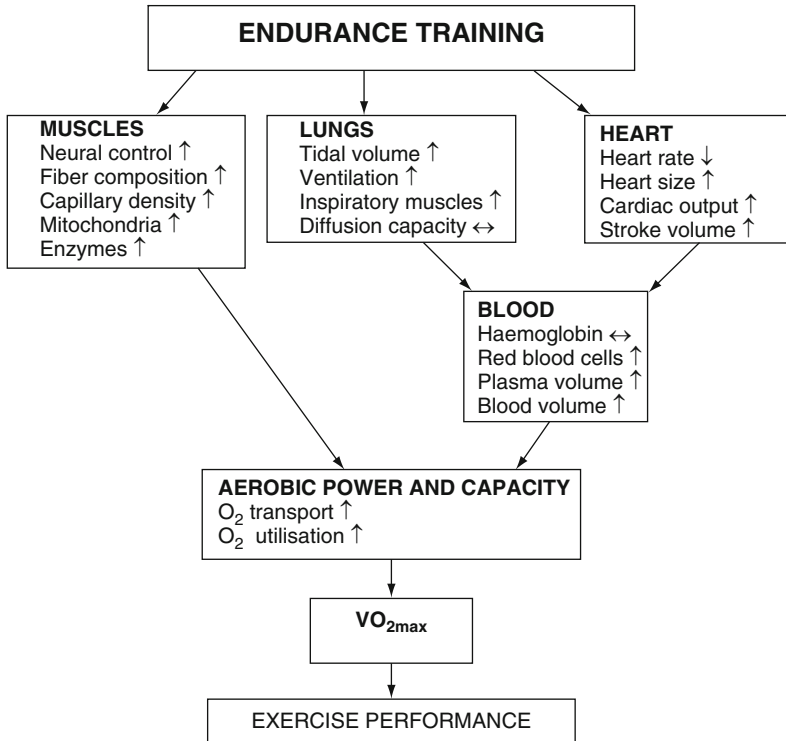 ENDURANCE TRAINING
MUSCLES
Neural control ↑
Fiber composition ↑
Capillary density ↑
Mitochondria ↑
Enzymes ↑
LUNGS
Tidal volume ↑
Ventilation ↑
Inspiratory muscles ↑
Diffusion capacity ↔
HEART
Heart rate ↓
Heart size ↑
Cardiac output ↑
Stroke volume ↑
BLOOD
Haemoglobin ↔
Red blood cells ↑
Plasma volume ↑
Blood volume ↑
AEROBIC POWER AND CAPACITY
O₂ transport ↑
O₂ utilisation ↑
VO₂max
EXERCISE PERFORMANCE